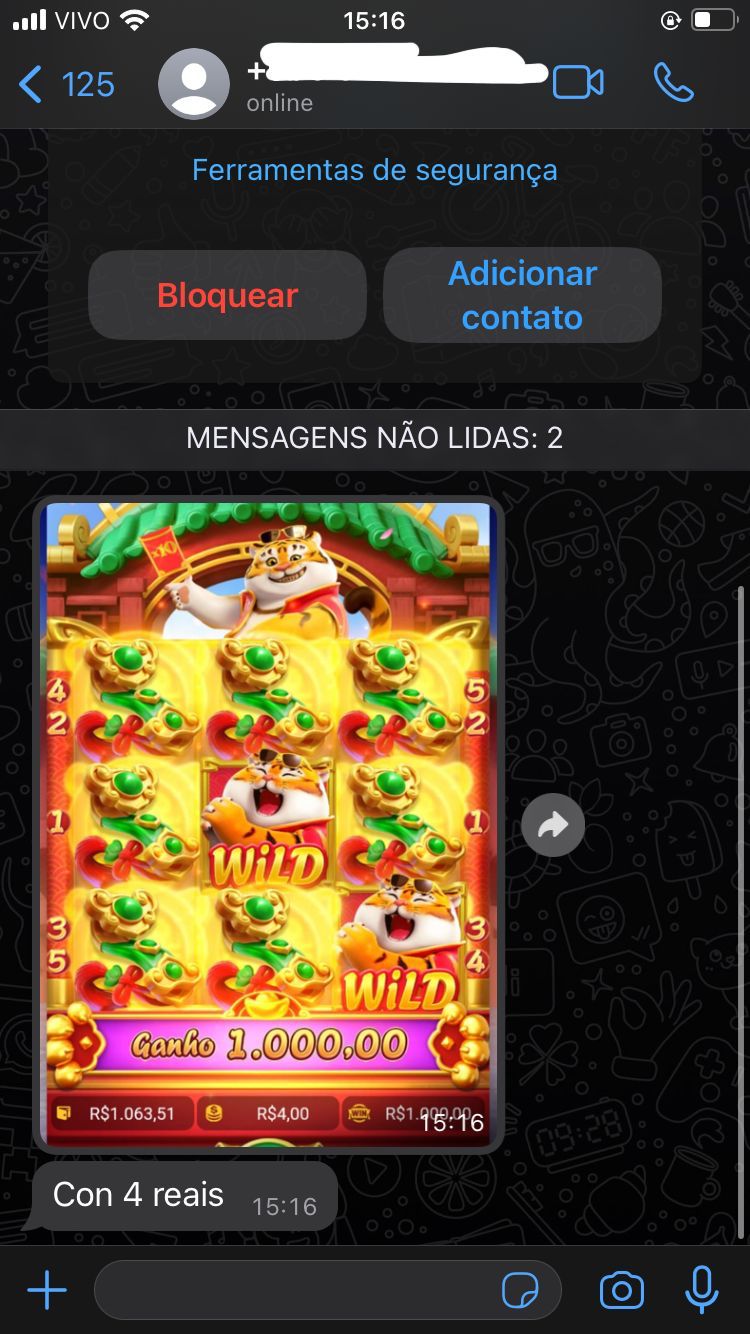 VIVO 15:16
125
+
online
Ferramentas de segurança
Bloquear
Adicionar
contato
MENSAGENS NÃO LIDAS: 2
x10
4 5
2 2
WILD
1 1
3 3
5 4
WILD
Ganho 1.000,00
R$1.063,51 R$4,00 WIN R$1.000,00
15:16
Con 4 reais 15:16